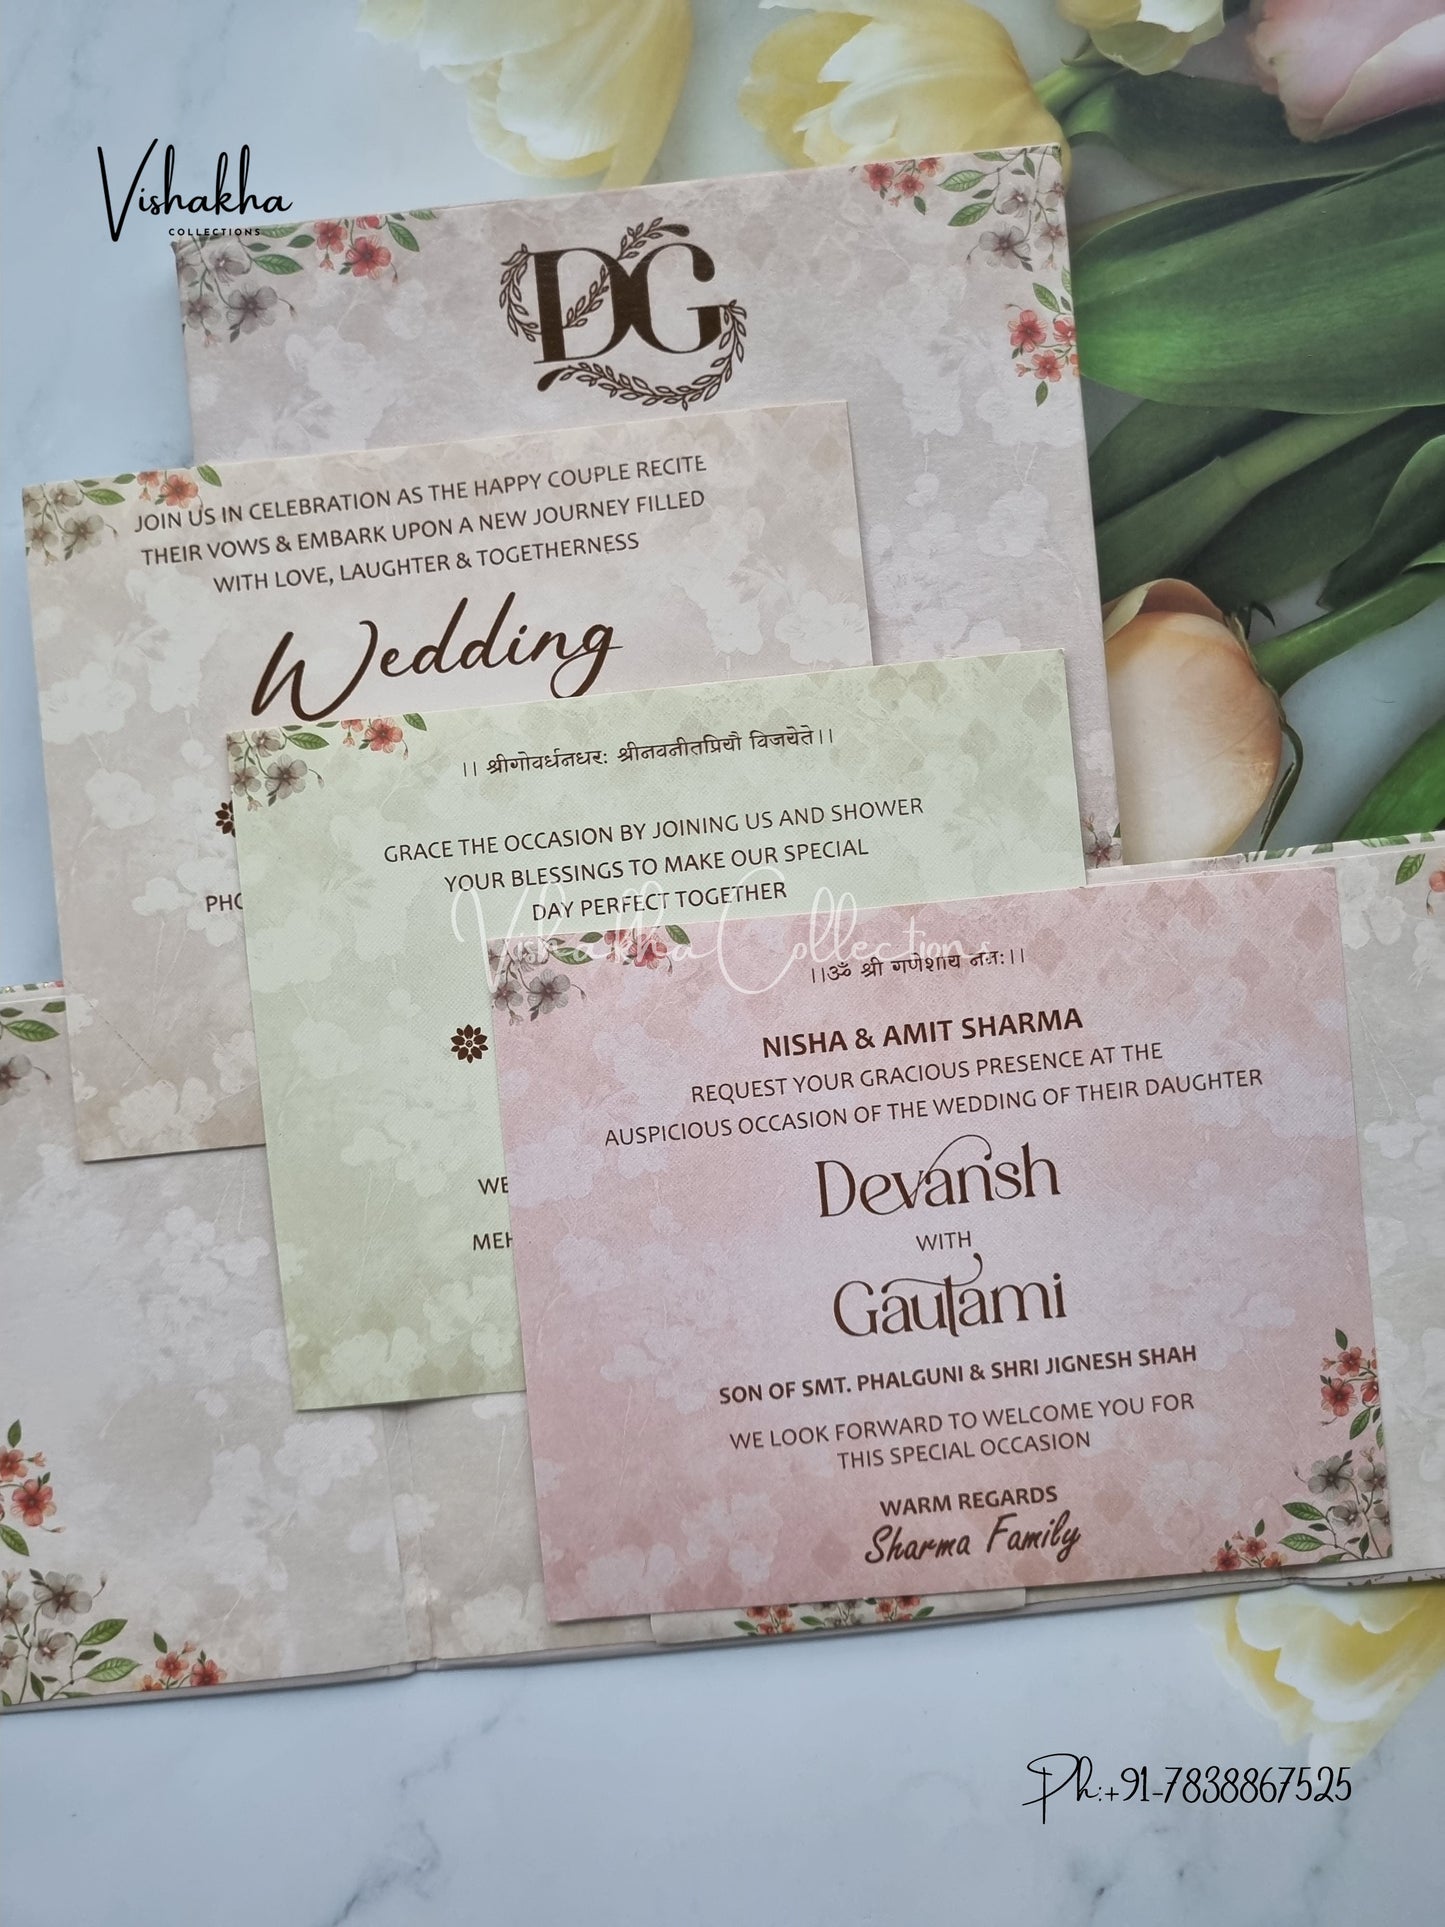 Vishakha
COLLECTIONS
DG
JOIN US IN CELEBRATION AS THE HAPPY COUPLE RECITE
THEIR VOWS & EMBARK UPON A NEW JOURNEY FILLED
WITH LOVE, LAUGHTER & TOGETHERNESS
Wedding
PHO
।। श्रीगोवर्धनधरः श्रीनवनीतप्रियौ विजयेते।।
GRACE THE OCCASION BY JOINING US AND SHOWER
YOUR BLESSINGS TO MAKE OUR SPECIAL
DAY PERFECT TOGETHER
Vishakha Collections
WE
MEH
।।ॐ श्री गणेशाय नमः।।
NISHA & AMIT SHARMA
REQUEST YOUR GRACIOUS PRESENCE AT THE
AUSPICIOUS OCCASION OF THE WEDDING OF THEIR DAUGHTER
Devansh
WITH
Gautami
SON OF SMT. PHALGUNI & SHRI JIGNESH SHAH
WE LOOK FORWARD TO WELCOME YOU FOR
THIS SPECIAL OCCASION
WARM REGARDS
Sharma Family
Ph:+91-7838867525